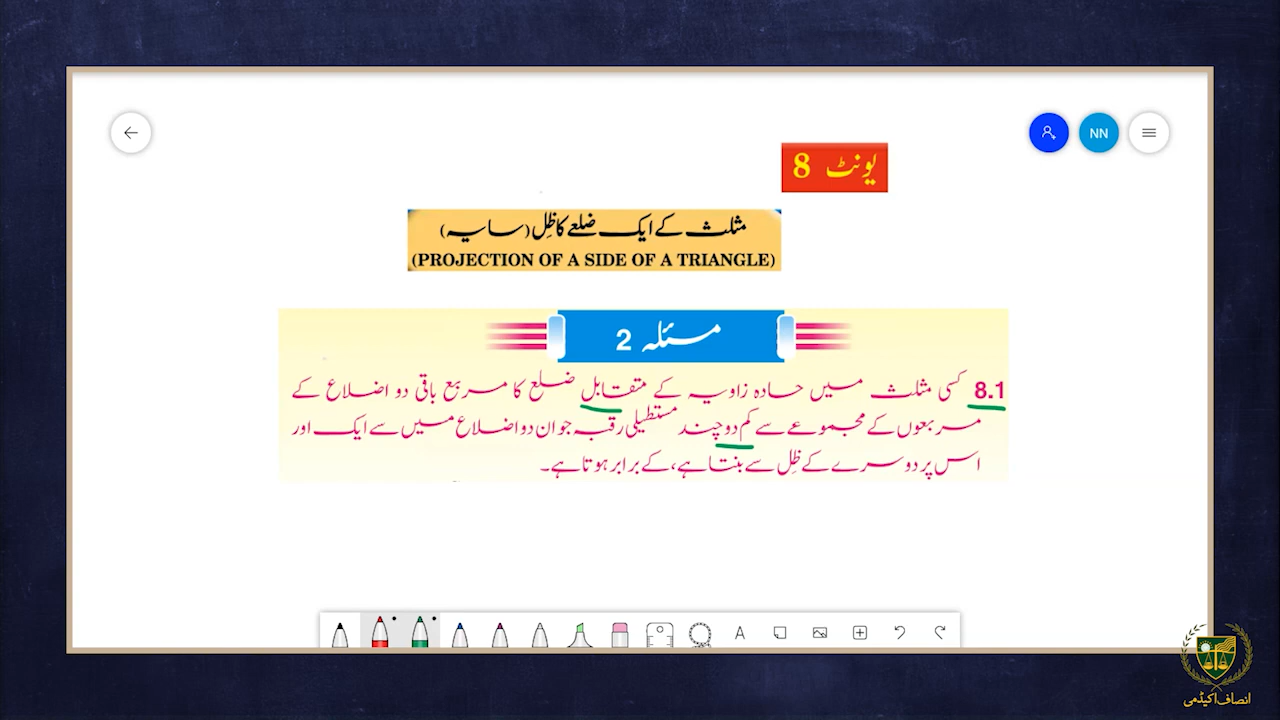 NN
یونٹ 8
مثلث کے ایک ضلعے کا ظِل (سایہ)
(PROJECTION OF A SIDE OF A TRIANGLE)
مسئلہ 2
8.1 کسی مثلث میں حادہ زاویہ کے متقابل ضلع کا مربع باقی دو اضلاع کے
مربعوں کے مجموعے سے کم دو چند مستطیلی رقبہ جو ان دو اضلاع میں سے ایک اور
اس پر دوسرے کے ظِل سے بنتا ہے، کے برابر ہوتا ہے۔
A
انصاف اکیڈمی